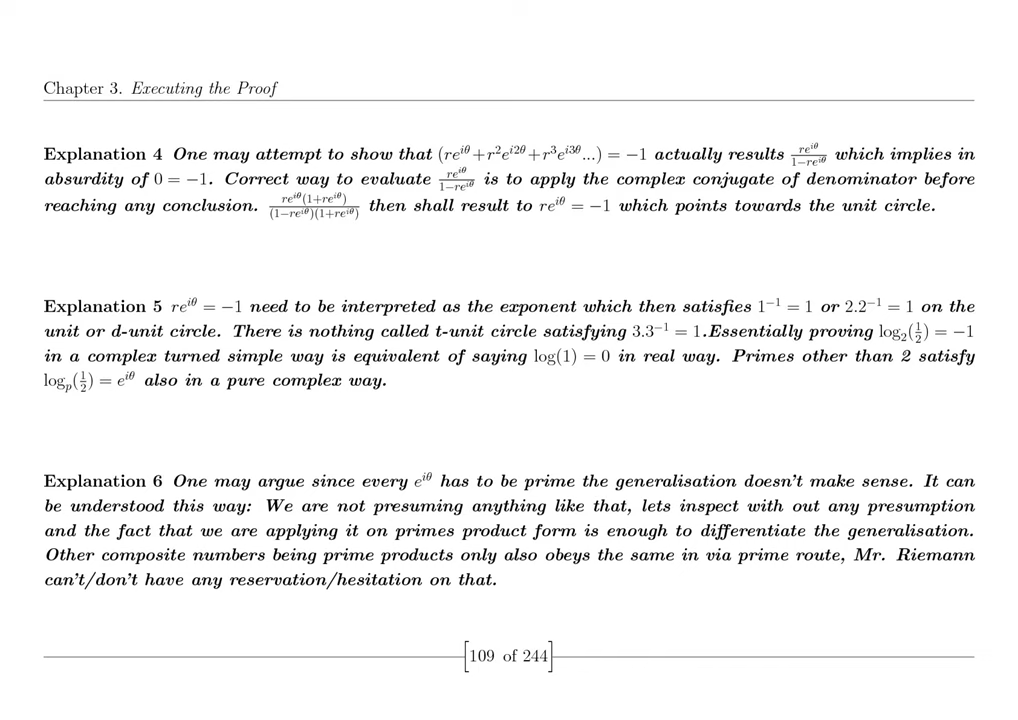 Chapter 3. Executing the Proof
Explanation 4 One may attempt to show that (re^{iθ}+r^2e^{i2θ}+r^3e^{i3θ}...) = −1 actually results \frac{re^{iθ}}{1−re^{iθ}} which implies in
absurdity of 0 = −1. Correct way to evaluate \frac{re^{iθ}}{1−re^{iθ}} is to apply the complex conjugate of denominator before
reaching any conclusion. \frac{re^{iθ}(1+re^{iθ})}{(1−re^{iθ})(1+re^{iθ})} then shall result to re^{iθ} = −1 which points towards the unit circle.
Explanation 5 re^{iθ} = −1 need to be interpreted as the exponent which then satisfies 1^{−1} = 1 or 2.2^{−1} = 1 on the
unit or d-unit circle. There is nothing called t-unit circle satisfying 3.3^{−1} = 1.Essentially proving log_2(\frac{1}{2}) = −1
in a complex turned simple way is equivalent of saying log(1) = 0 in real way. Primes other than 2 satisfy
log_p(\frac{1}{2}) = e^{iθ} also in a pure complex way.
Explanation 6 One may argue since every e^{iθ} has to be prime the generalisation doesn't make sense. It can
be understood this way: We are not presuming anything like that, lets inspect with out any presumption
and the fact that we are applying it on primes product form is enough to differentiate the generalisation.
Other composite numbers being prime products only also obeys the same in via prime route, Mr. Riemann
can't/don't have any reservation/hesitation on that.
[109 of 244]